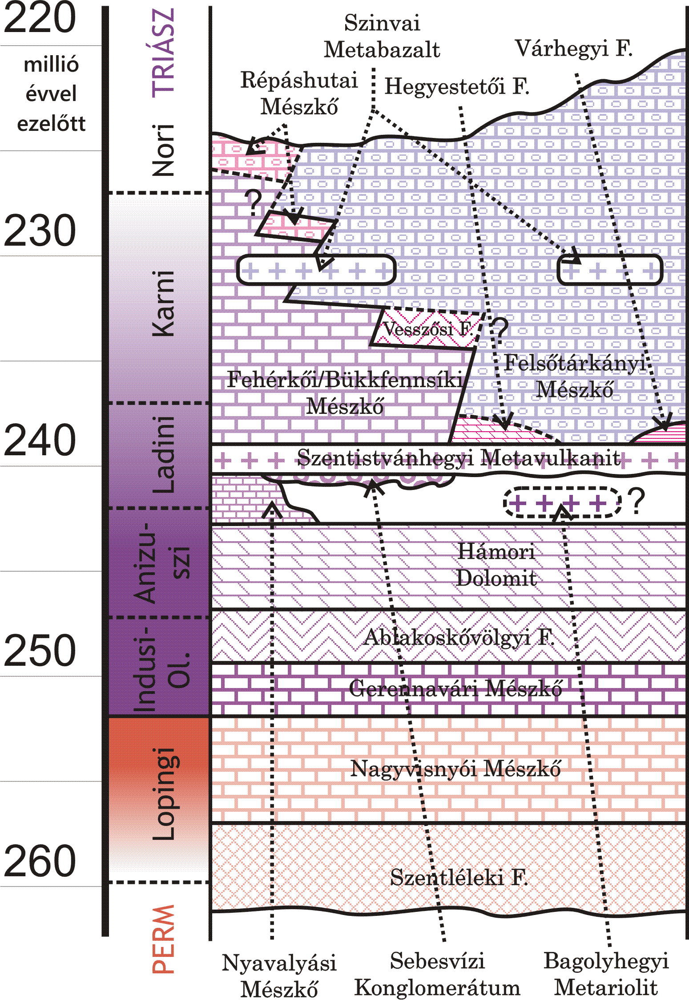 220
millió
évvel
ezelőtt
230
240
250
260
TRIÁSZ
Nori
Karni
Ladini
Anizu-
szi
Indusi-
Ol.
Lopingi
PERM
Szinvai
Metabazalt
Várhegyi F.
Répáshutai
Mészkő
Hegyestetői F.
?
Vesszősi F.
?
Felsőtárkányi
Mészkő
Fehérkői/Bükkfennsíki
Mészkő
Szentistvánhegyi Metavulkanit
?
Hámori
Dolomit
Ablakoskővölgyi F.
Gerennavári Mészkő
Nagyvisnyói Mészkő
Szentléleki F.
Nyavalyási
Mészkő
Sebesvízi
Konglomerátum
Bagolyhegyi
Metariolit